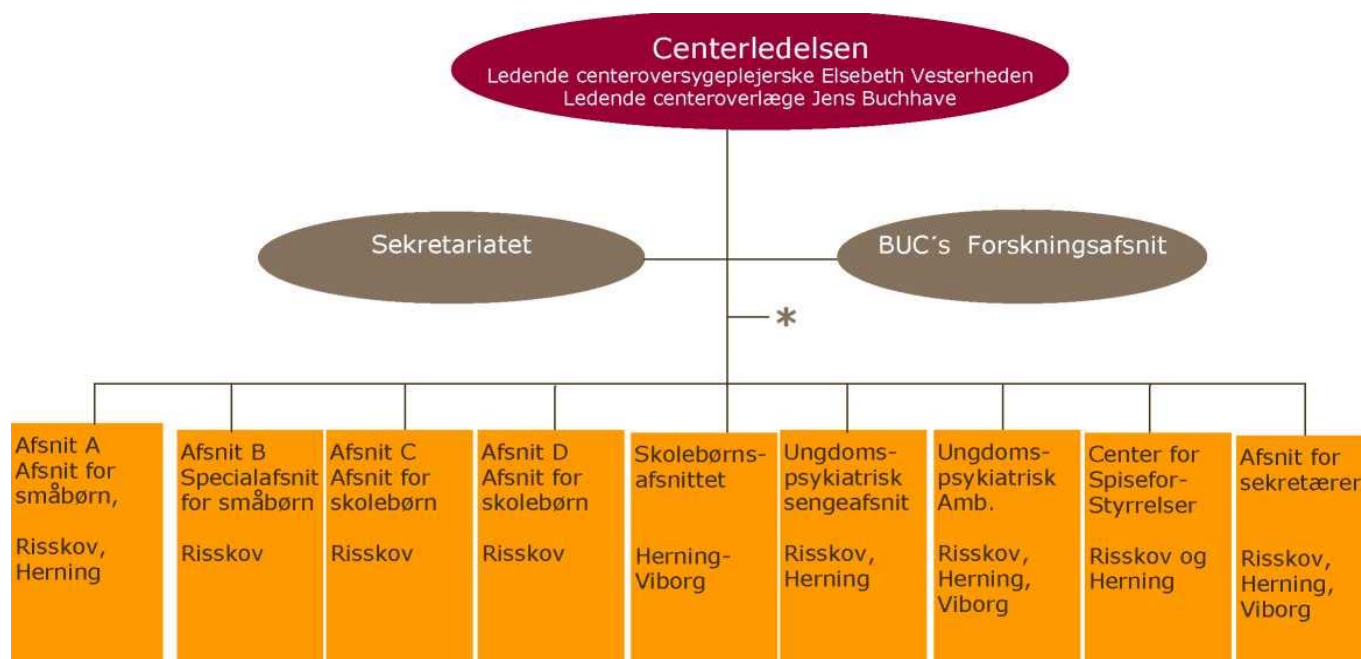 Centerledelsen
Ledende centeroversygeplejerske Elsebeth Vesterheden
Ledende centeroverlæge Jens Buchhave
Sekretariatet
BUC´s Forskningsafsnit
*
Afsnit A
Afsnit for
småbørn,
Risskov,
Herning
Afsnit B
Specialafsnit
for småbørn
Risskov
Afsnit C
Afsnit for
skolebørn
Risskov
Afsnit D
Afsnit for
skolebørn
Risskov
Skolebørns-
afsnittet
Herning-
Viborg
Ungdoms-
psykiatrisk
sengeafsnit
Risskov,
Herning
Ungdoms-
psykiatrisk
Amb.
Risskov,
Herning,
Viborg
Center for
Spisefor-
Styrrelser
Risskov og
Herning
Afsnit for
sekretærer
Risskov,
Herning,
Viborg